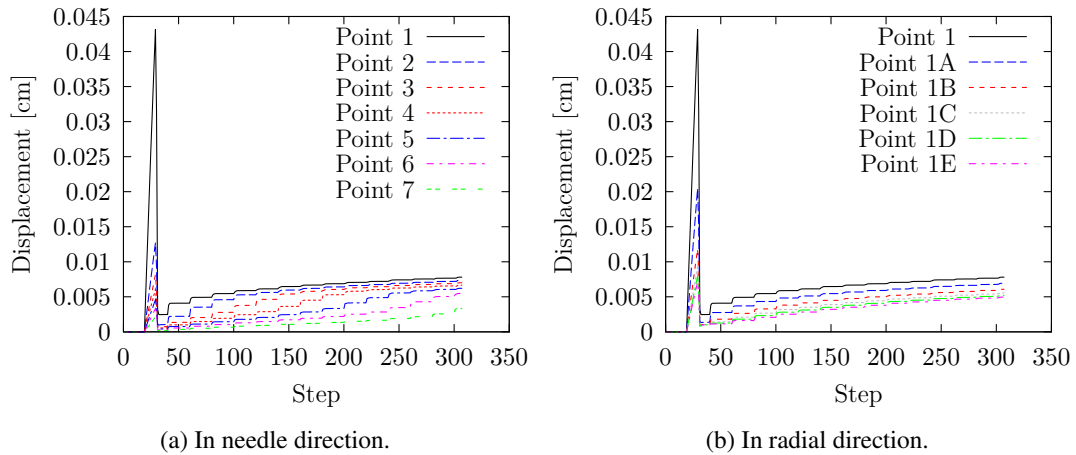 Displacement [cm]
0.045
0.04
0.035
0.03
0.025
0.02
0.015
0.01
0.005
0
0 50 100 150 200 250 300 350
Step
Point 1
Point 2
Point 3
Point 4
Point 5
Point 6
Point 7
(a) In needle direction.
Displacement [cm]
0.045
0.04
0.035
0.03
0.025
0.02
0.015
0.01
0.005
0
0 50 100 150 200 250 300 350
Step
Point 1
Point 1A
Point 1B
Point 1C
Point 1D
Point 1E
(b) In radial direction.